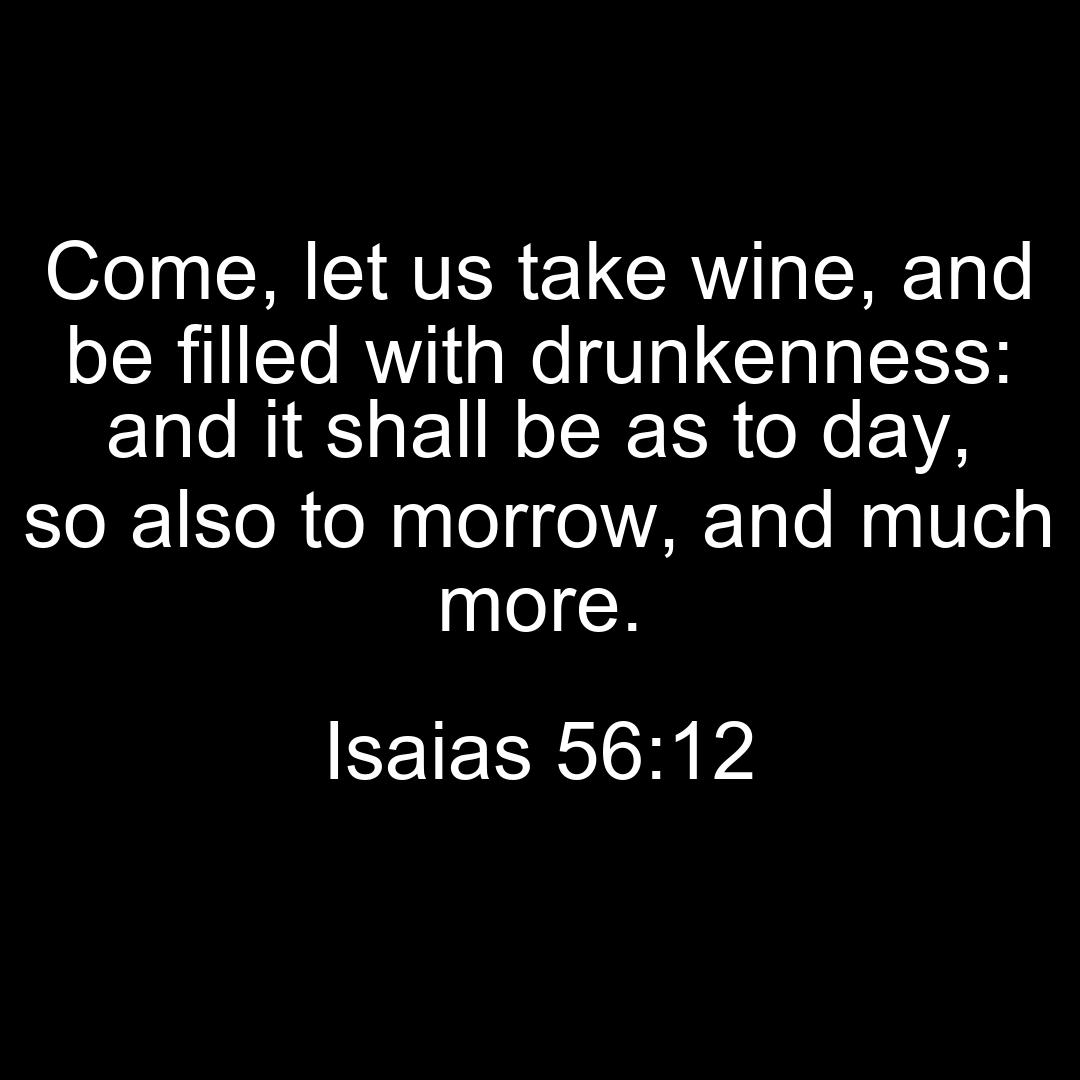 Come, let us take wine, and
be filled with drunkenness:
and it shall be as to day,
so also to morrow, and much
more.
Isaias 56:12